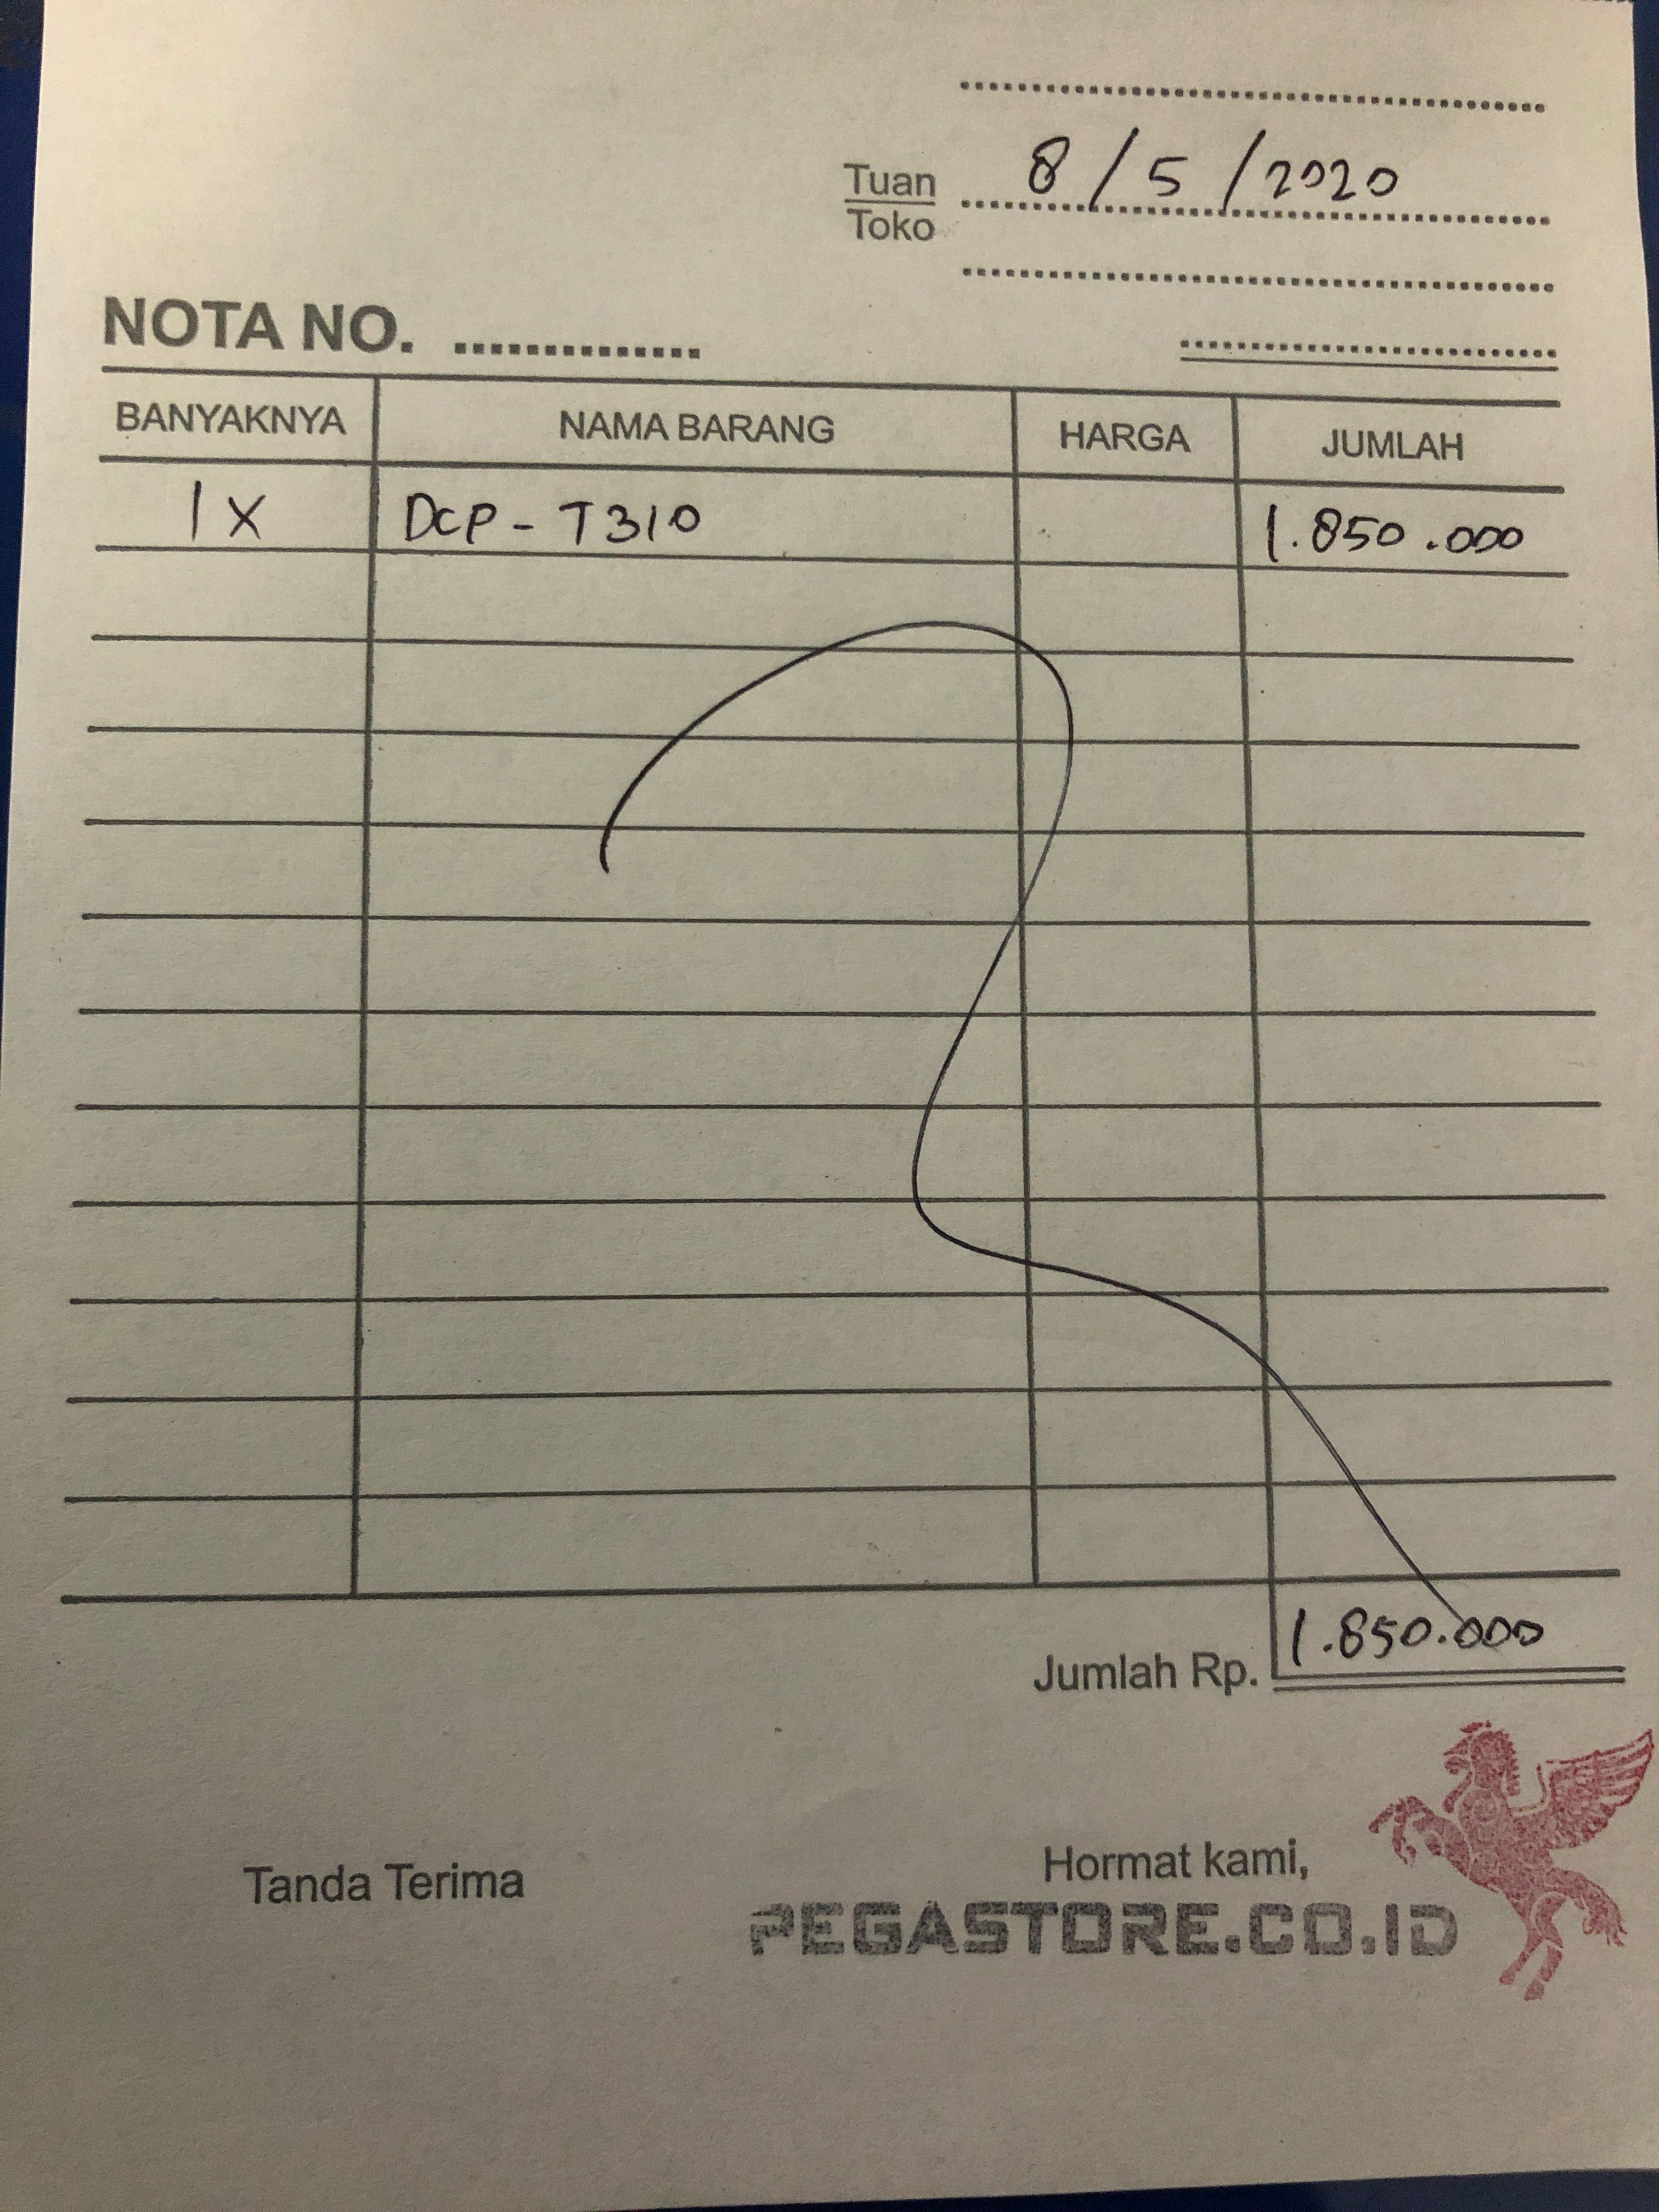 8/5/2020
Tuan
Toko
NOTA NO. ..............
BANYAKNYA NAMA BARANG HARGA JUMLAH
1X DCP-T310 1.850.000
Jumlah Rp. 1.850.000
Tanda Terima Hormat kami,
PEGASTORE.CO.ID